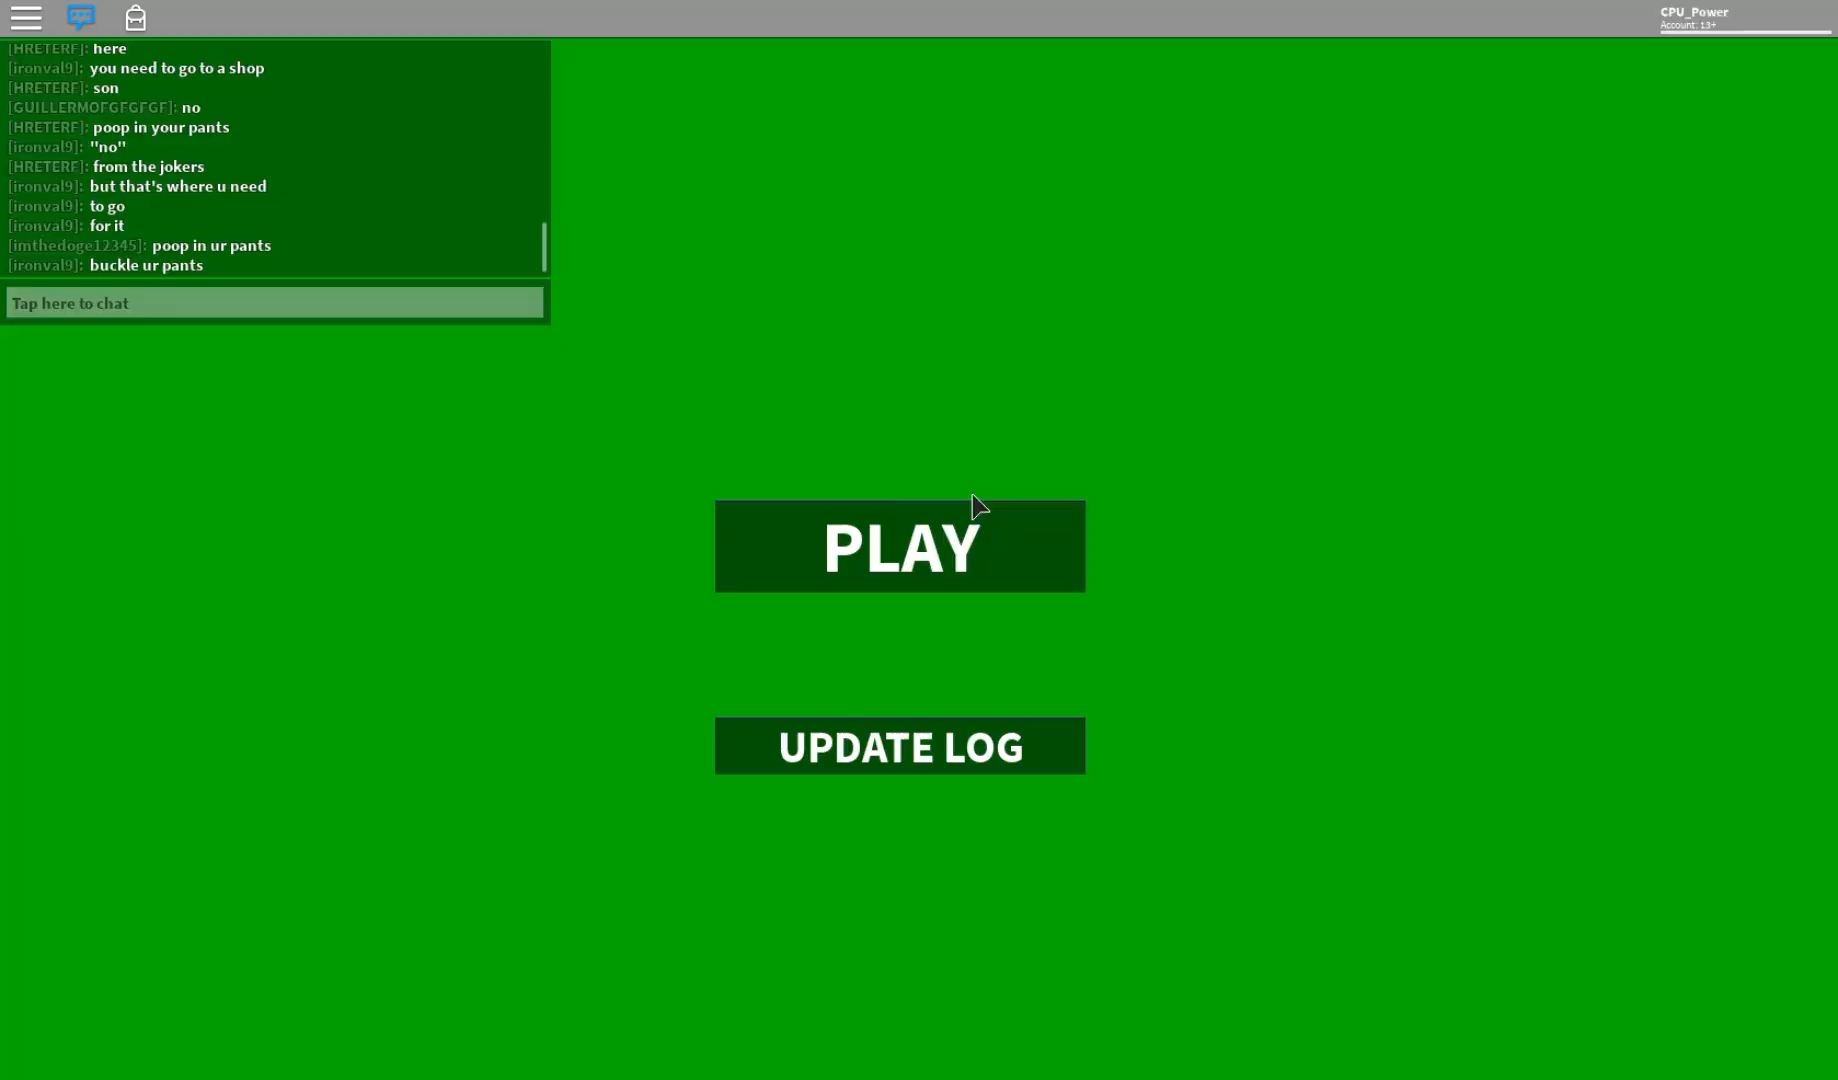 CPU_Power
Account: 13+
[HRETERF]: here
[ironval9]: you need to go to a shop
[HRETERF]: son
[GUILLERMOFGFGFGF]: no
[HRETERF]: poop in your pants
[ironval9]: "no"
[HRETERF]: from the jokers
[ironval9]: but that's where u need
[ironval9]: to go
[ironval9]: for it
[imthedoge12345]: poop in ur pants
[ironval9]: buckle ur pants
Tap here to chat
PLAY
UPDATE LOG